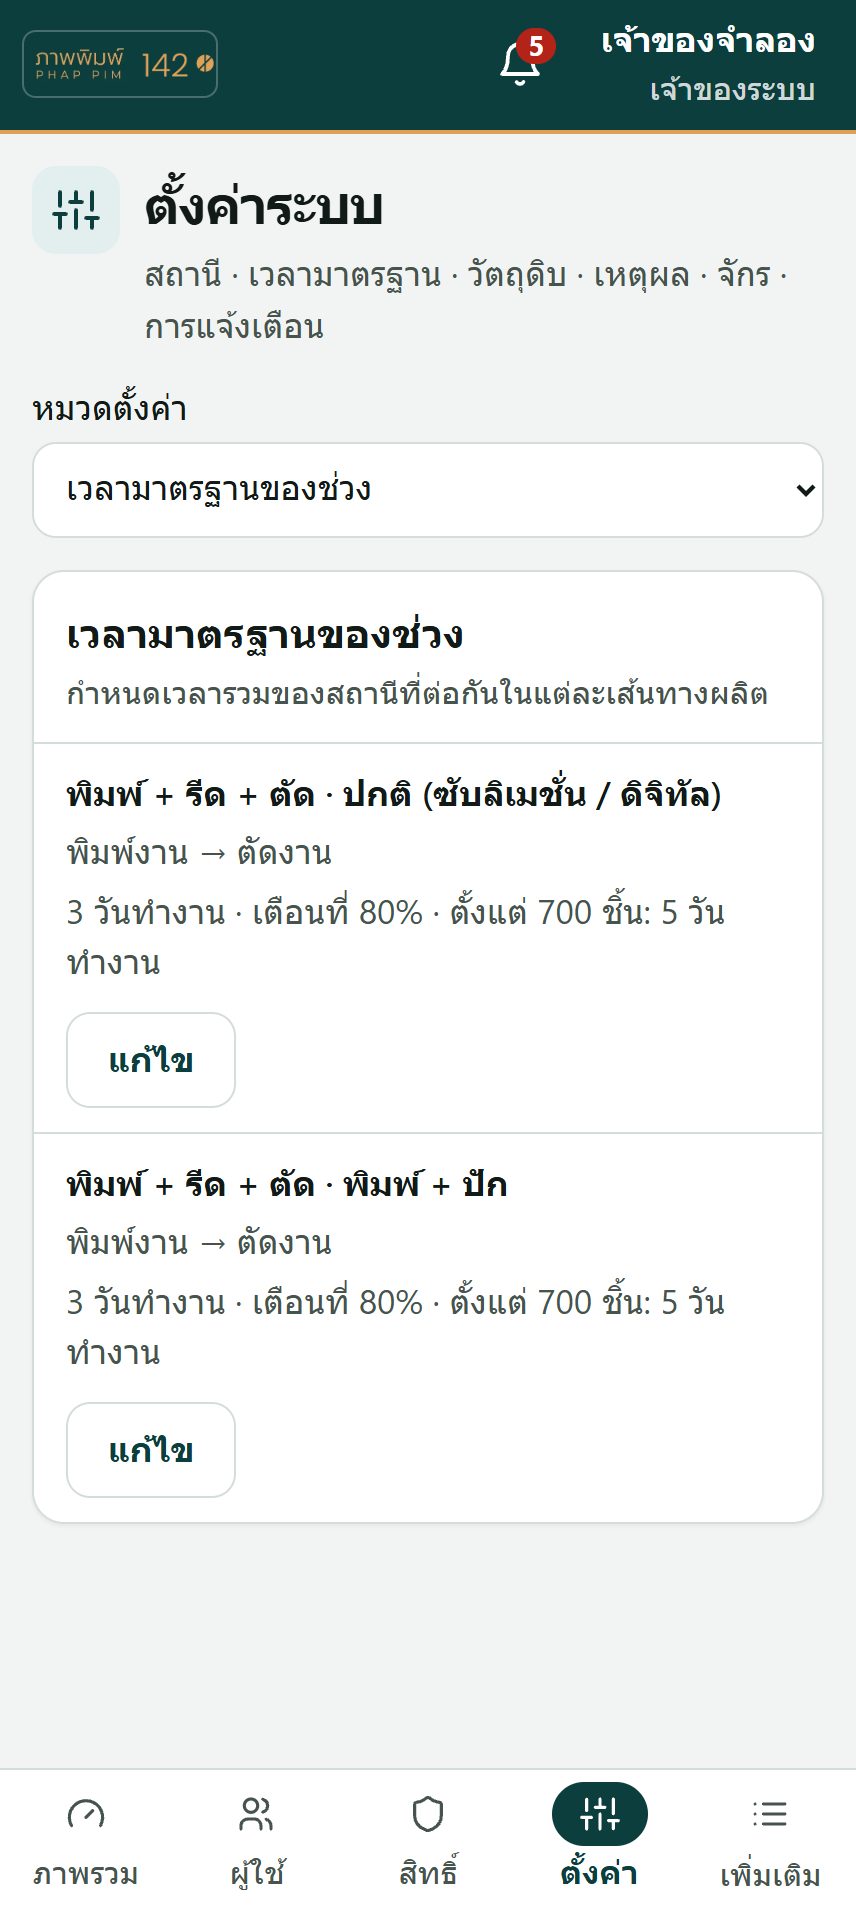 ภาพพิมพ์ 142
PHAP PIM
5
เจ้าของจำลอง
เจ้าของระบบ
ตั้งค่าระบบ
สถานี · เวลามาตรฐาน · วัตถุดิบ · เหตุผล · จักร ·
การแจ้งเตือน
หมวดตั้งค่า
เวลามาตรฐานของช่วง
เวลามาตรฐานของช่วง
กำหนดเวลารวมของสถานีที่ต่อกันในแต่ละเส้นทางผลิต
พิมพ์ + รีด + ตัด · ปกติ (ซับลิเมชั่น / ดิจิทัล)
พิมพ์งาน → ตัดงาน
3 วันทำงาน · เตือนที่ 80% · ตั้งแต่ 700 ชิ้น: 5 วัน
ทำงาน
แก้ไข
พิมพ์ + รีด + ตัด · พิมพ์ + ปัก
พิมพ์งาน → ตัดงาน
3 วันทำงาน · เตือนที่ 80% · ตั้งแต่ 700 ชิ้น: 5 วัน
ทำงาน
แก้ไข
ภาพรวม
ผู้ใช้
สิทธิ์
ตั้งค่า
เพิ่มเติม